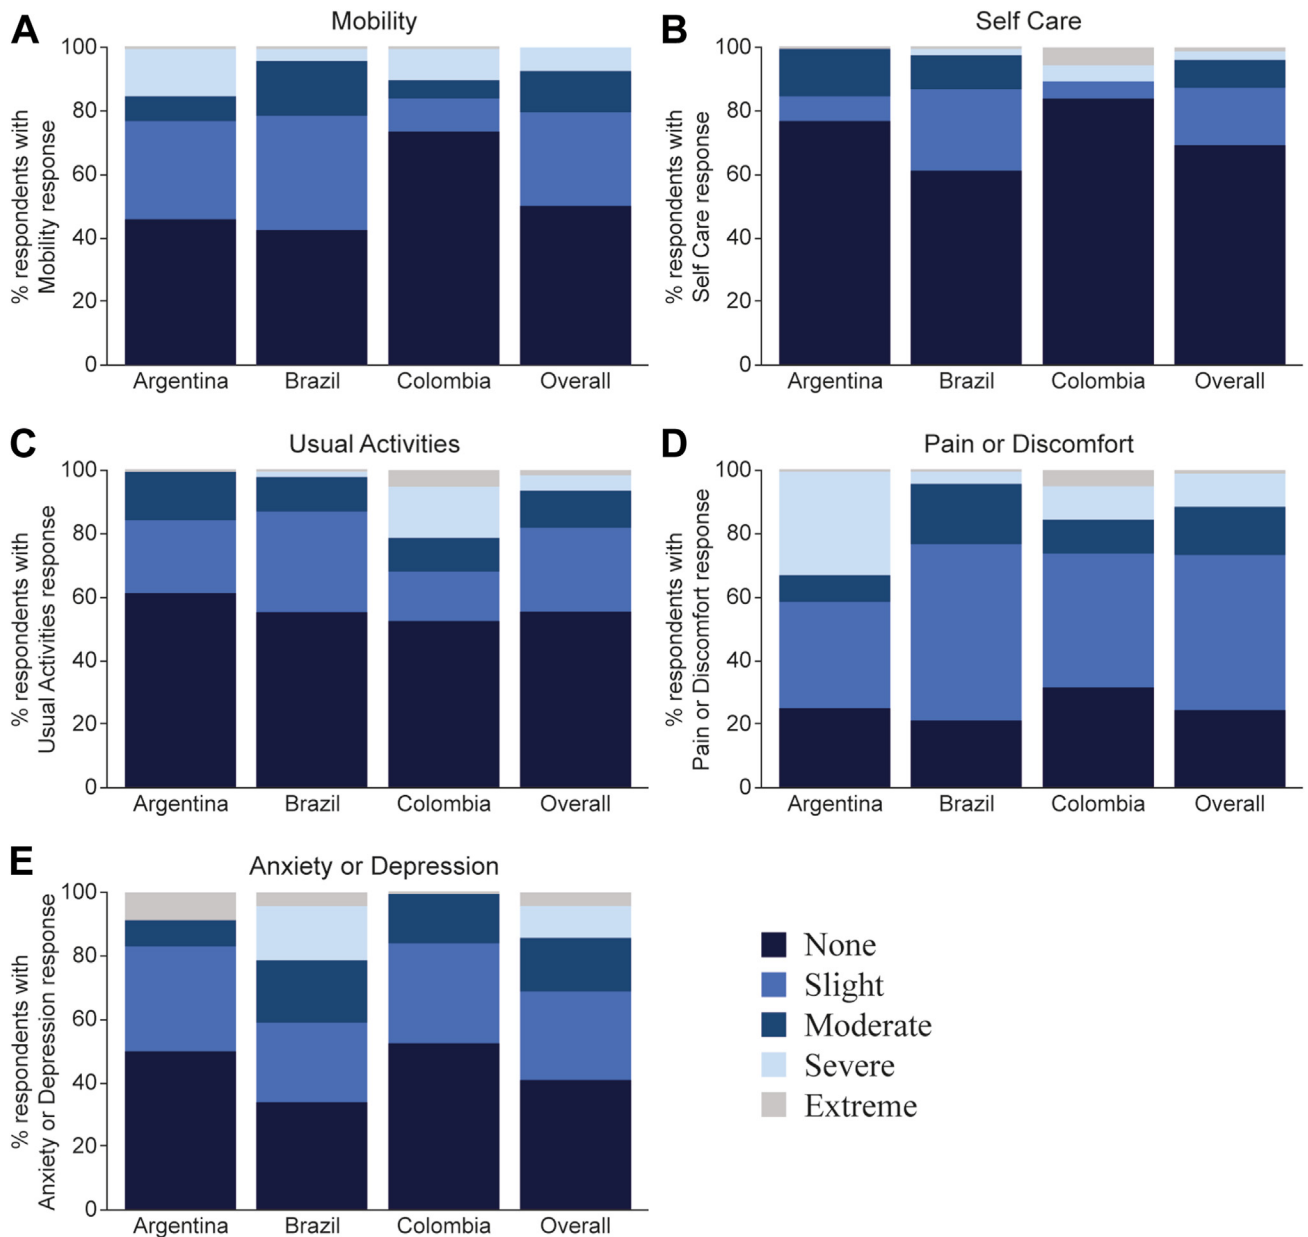 A
Mobility
% respondents with
Mobility response
100
80
60
40
20
0
Argentina Brazil Colombia Overall
B
Self Care
% respondents with
Self Care response
100
80
60
40
20
0
Argentina Brazil Colombia Overall
C
Usual Activities
% respondents with
Usual Activities response
100
80
60
40
20
0
Argentina Brazil Colombia Overall
D
Pain or Discomfort
% respondents with
Pain or Discomfort response
100
80
60
40
20
0
Argentina Brazil Colombia Overall
E
Anxiety or Depression
% respondents with
Anxiety or Depression response
100
80
60
40
20
0
Argentina Brazil Colombia Overall
None
Slight
Moderate
Severe
Extreme